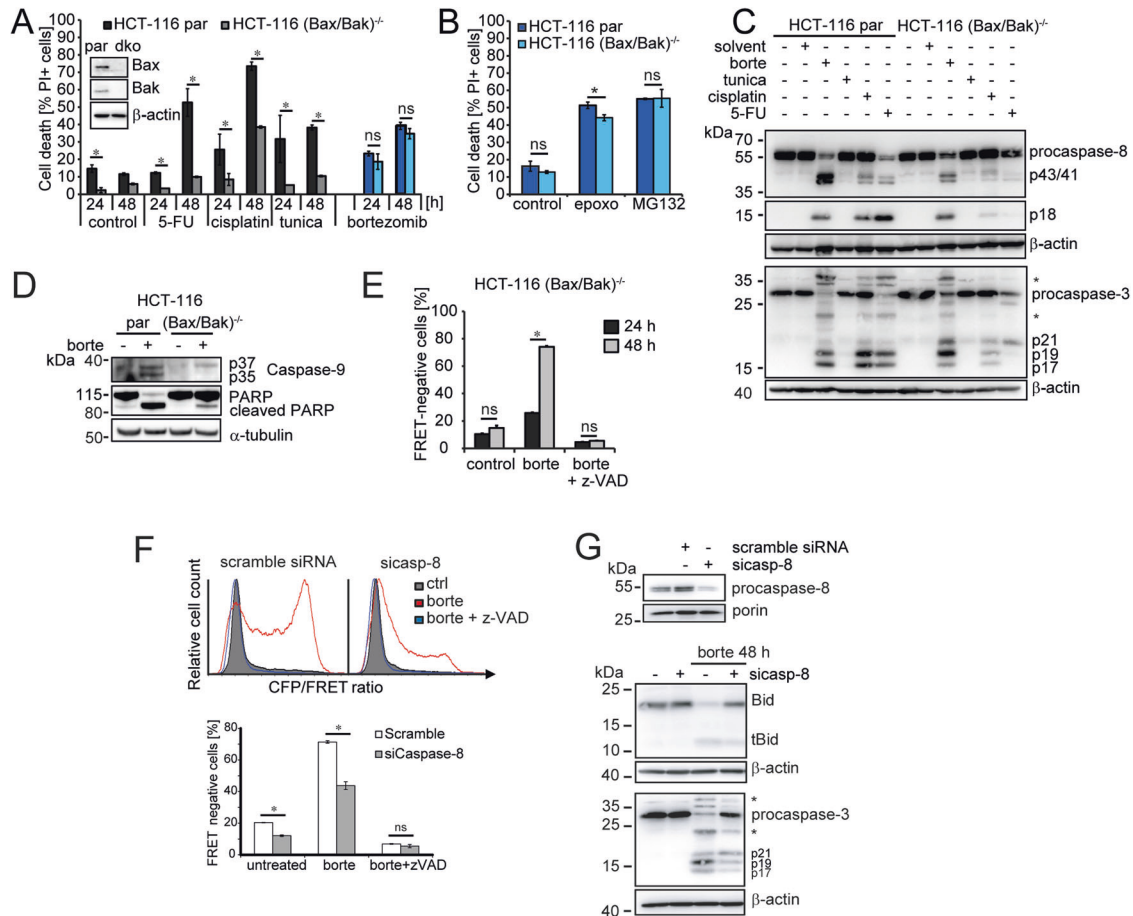 A
HCT-116 par HCT-116 (Bax/Bak)-/-
Cell death [% PI+ cells]
100
90
80
70
60
50
40
30
20
10
0
par dko
Bax
Bak
β-actin
* * * * * * * ns ns
24 48 24 48 24 48 24 48 24 48 [h]
control 5-FU cisplatin tunica bortezomib
B
HCT-116 par
HCT-116 (Bax/Bak)-/-
Cell death [% PI+ cells]
100
90
80
70
60
50
40
30
20
10
0
ns * ns
control epoxo MG132
C
HCT-116 par HCT-116 (Bax/Bak)-/-
solvent - + - - - - - + - - - -
borte - - + - - - - - + - - -
tunica - - - + - - - - - + - -
cisplatin - - - - + - - - - - + -
5-FU - - - - - + - - - - - +
kDa
70
55 procaspase-8
p43/41
35
15 p18
β-actin
35 *
procaspase-3
25
*
p21
p19
15 p17
40 β-actin
D
HCT-116
par (Bax/Bak)-/-
borte - + - +
kDa
40 p37
p35 Caspase-9
115 PARP
80 cleaved PARP
50 α-tubulin
E
HCT-116 (Bax/Bak)-/-
FRET-negative cells [%]
100
80
60
40
20
0
24 h
48 h
ns * ns
control borte borte
+ z-VAD
F
scramble siRNA sicasp-8
Relative cell count
ctrl
borte
borte + z-VAD
CFP/FRET ratio
FRET negative cells [%]
80
60
40
20
0
Scramble
siCaspase-8
* * ns
untreated borte borte+zVAD
G
- + - scramble siRNA
- - + sicasp-8
kDa
55 procaspase-8
25 porin
borte 48 h
kDa - + - + sicasp-8
25
Bid
15
tBid
10
40 β-actin
35 *
procaspase-3
25
*
p21
p19
15 p17
40 β-actin